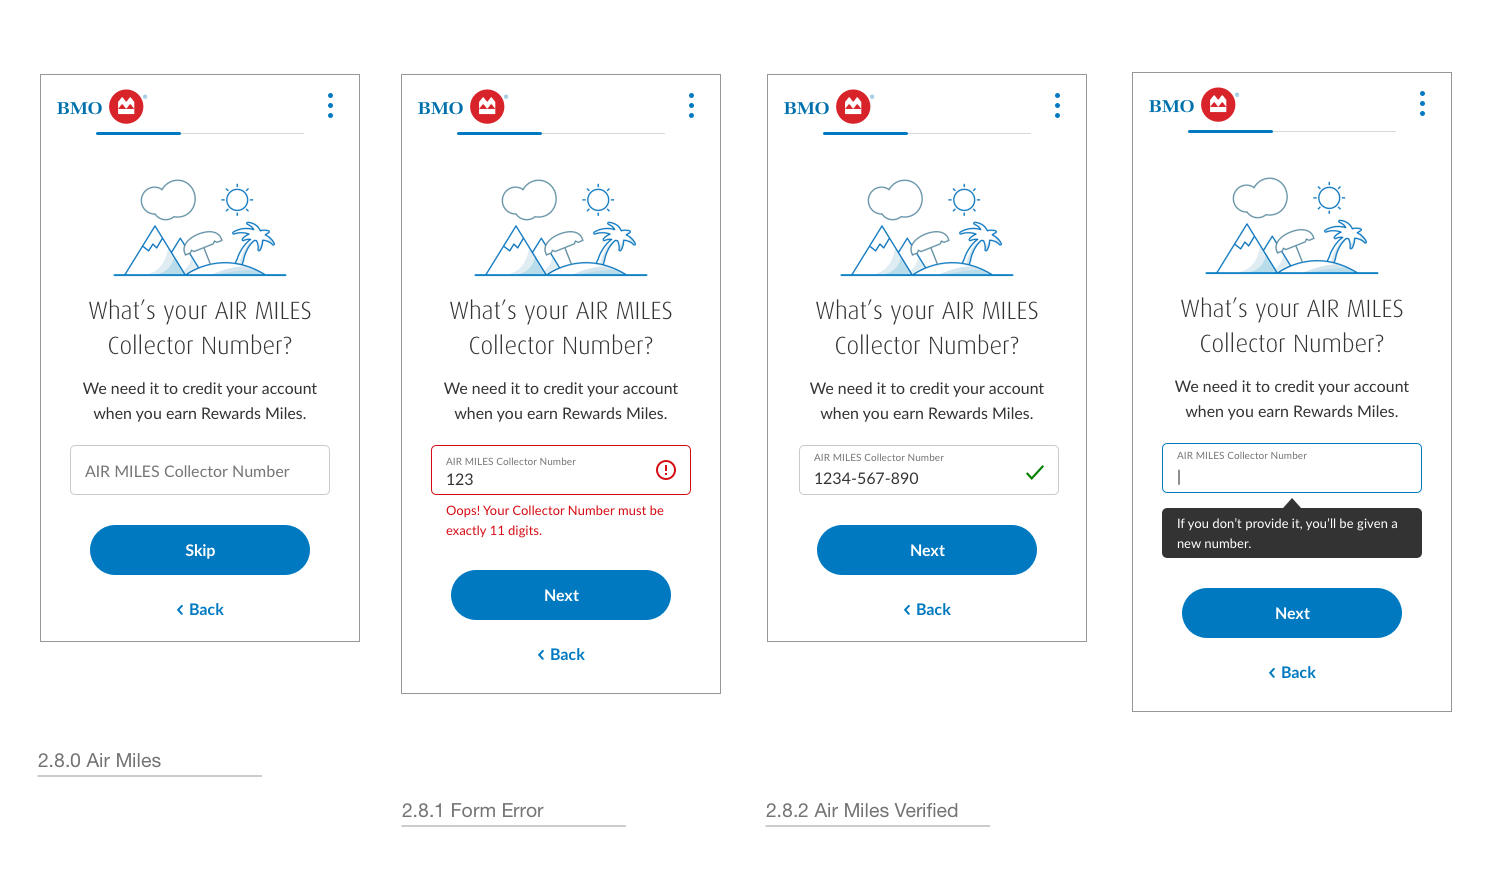 BMO
What's your AIR MILES
Collector Number?
We need it to credit your account
when you earn Rewards Miles.
AIR MILES Collector Number
Skip
Back
2.8.0 Air Miles
BMO
What's your AIR MILES
Collector Number?
We need it to credit your account
when you earn Rewards Miles.
AIR MILES Collector Number
123
Oops! Your Collector Number must be
exactly 11 digits.
Next
Back
2.8.1 Form Error
BMO
What's your AIR MILES
Collector Number?
We need it to credit your account
when you earn Rewards Miles.
AIR MILES Collector Number
1234-567-890
Next
Back
2.8.2 Air Miles Verified
BMO
What's your AIR MILES
Collector Number?
We need it to credit your account
when you earn Rewards Miles.
AIR MILES Collector Number
If you don't provide it, you'll be given a
new number.
Next
Back